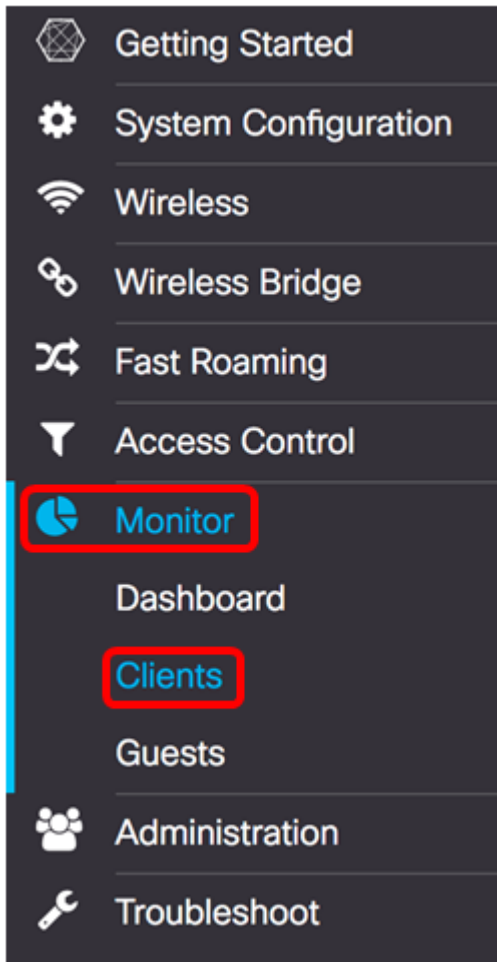 Getting Started
System Configuration
Wireless
Wireless Bridge
Fast Roaming
Access Control
Monitor
Dashboard
Clients
Guests
Administration
Troubleshoot